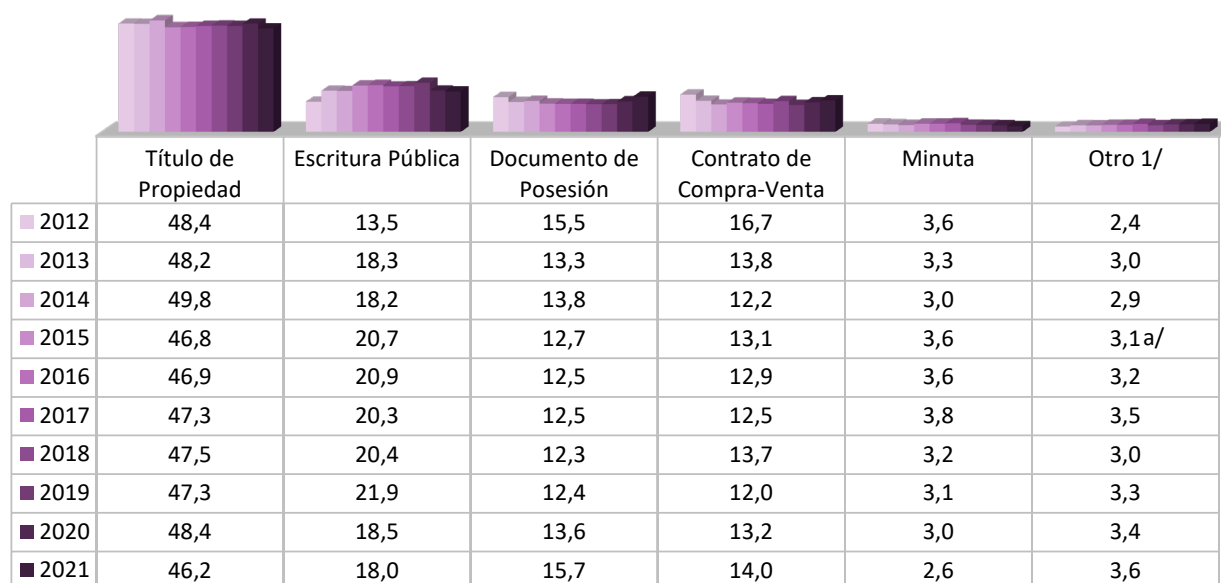 Título de Propiedad Escritura Pública Documento de Posesión Contrato de Compra-Venta Minuta Otro 1/
2012 48,4 13,5 15,5 16,7 3,6 2,4
2013 48,2 18,3 13,3 13,8 3,3 3,0
2014 49,8 18,2 13,8 12,2 3,0 2,9
2015 46,8 20,7 12,7 13,1 3,6 3,1 a/
2016 46,9 20,9 12,5 12,9 3,6 3,2
2017 47,3 20,3 12,5 12,5 3,8 3,5
2018 47,5 20,4 12,3 13,7 3,2 3,0
2019 47,3 21,9 12,4 12,0 3,1 3,3
2020 48,4 18,5 13,6 13,2 3,0 3,4
2021 46,2 18,0 15,7 14,0 2,6 3,6